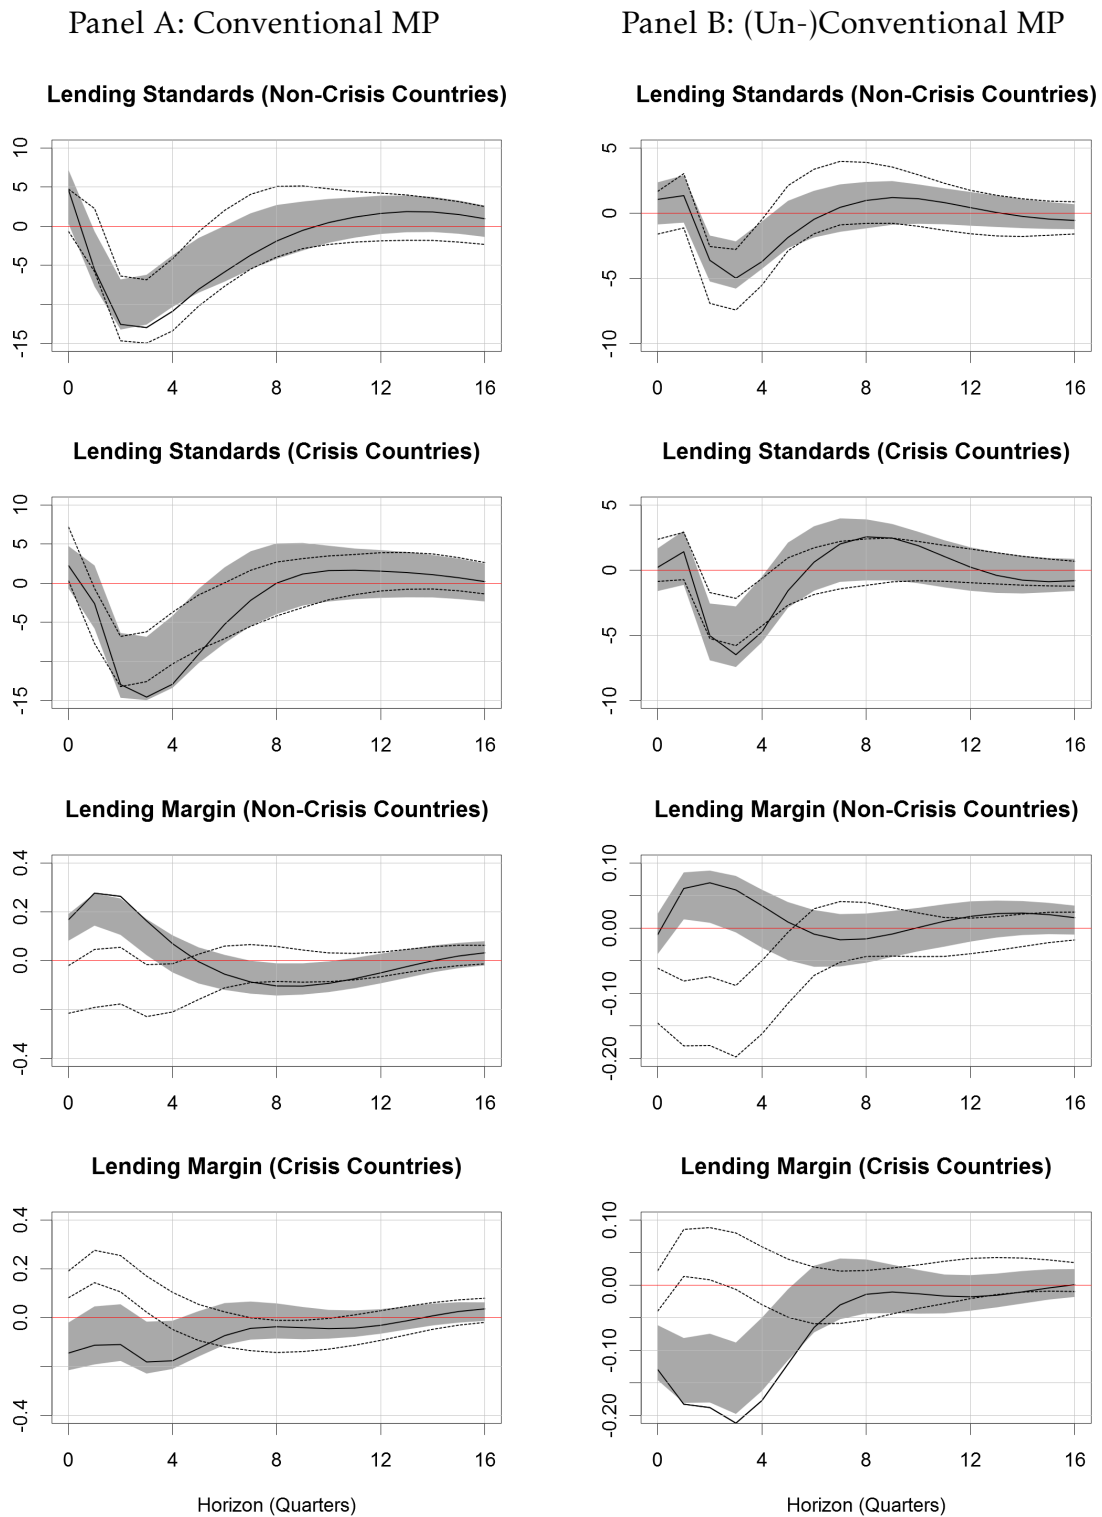 Panel A: Conventional MP
Panel B: (Un-)Conventional MP
Lending Standards (Non-Crisis Countries)
10
5
0
-5
-15
0 4 8 12 16
Lending Standards (Non-Crisis Countries)
5
0
-5
-10
0 4 8 12 16
Lending Standards (Crisis Countries)
10
5
0
-5
-15
0 4 8 12 16
Lending Standards (Crisis Countries)
5
0
-5
-10
0 4 8 12 16
Lending Margin (Non-Crisis Countries)
0.4
0.2
0.0
-0.4
0 4 8 12 16
Lending Margin (Non-Crisis Countries)
0.10
0.00
-0.10
-0.20
0 4 8 12 16
Lending Margin (Crisis Countries)
0.4
0.2
0.0
-0.4
0 4 8 12 16
Horizon (Quarters)
Lending Margin (Crisis Countries)
0.10
0.00
-0.10
-0.20
0 4 8 12 16
Horizon (Quarters)